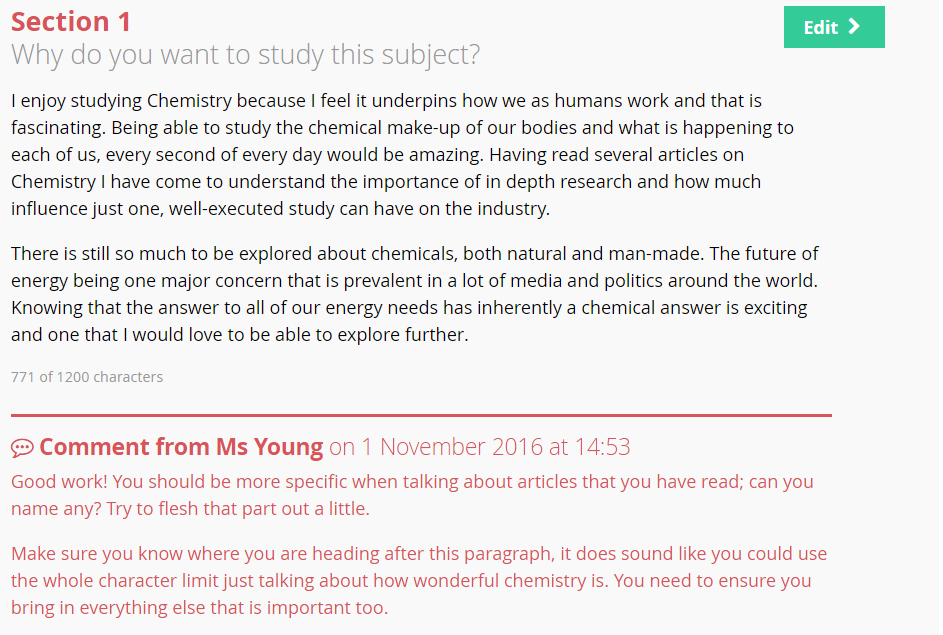 Section 1
Edit
Why do you want to study this subject?
I enjoy studying Chemistry because I feel it underpins how we as humans work and that is
fascinating. Being able to study the chemical make-up of our bodies and what is happening to
each of us, every second of every day would be amazing. Having read several articles on
Chemistry I have come to understand the importance of in depth research and how much
influence just one, well-executed study can have on the industry.
There is still so much to be explored about chemicals, both natural and man-made. The future of
energy being one major concern that is prevalent in a lot of media and politics around the world.
Knowing that the answer to all of our energy needs has inherently a chemical answer is exciting
and one that I would love to be able to explore further.
771 of 1200 characters
Comment from Ms Young on 1 November 2016 at 14:53
Good work! You should be more specific when talking about articles that you have read; can you
name any? Try to flesh that part out a little.
Make sure you know where you are heading after this paragraph, it does sound like you could use
the whole character limit just talking about how wonderful chemistry is. You need to ensure you
bring in everything else that is important too.